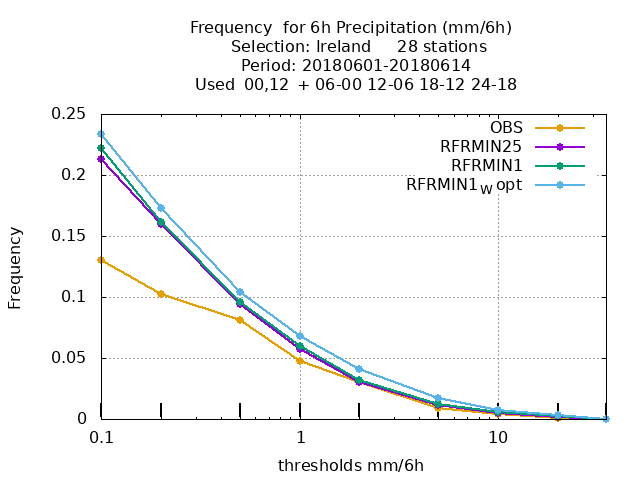 Frequency for 6h Precipitation (mm/6h)
Selection: Ireland 28 stations
Period: 20180601-20180614
Used 00,12 + 06-00 12-06 18-12 24-18
OBS
RFRMIN25
RFRMIN1
RFRMIN1W opt
0.25
0.2
0.15
0.1
0.05
0
Frequency
0.1 1 10
thresholds mm/6h